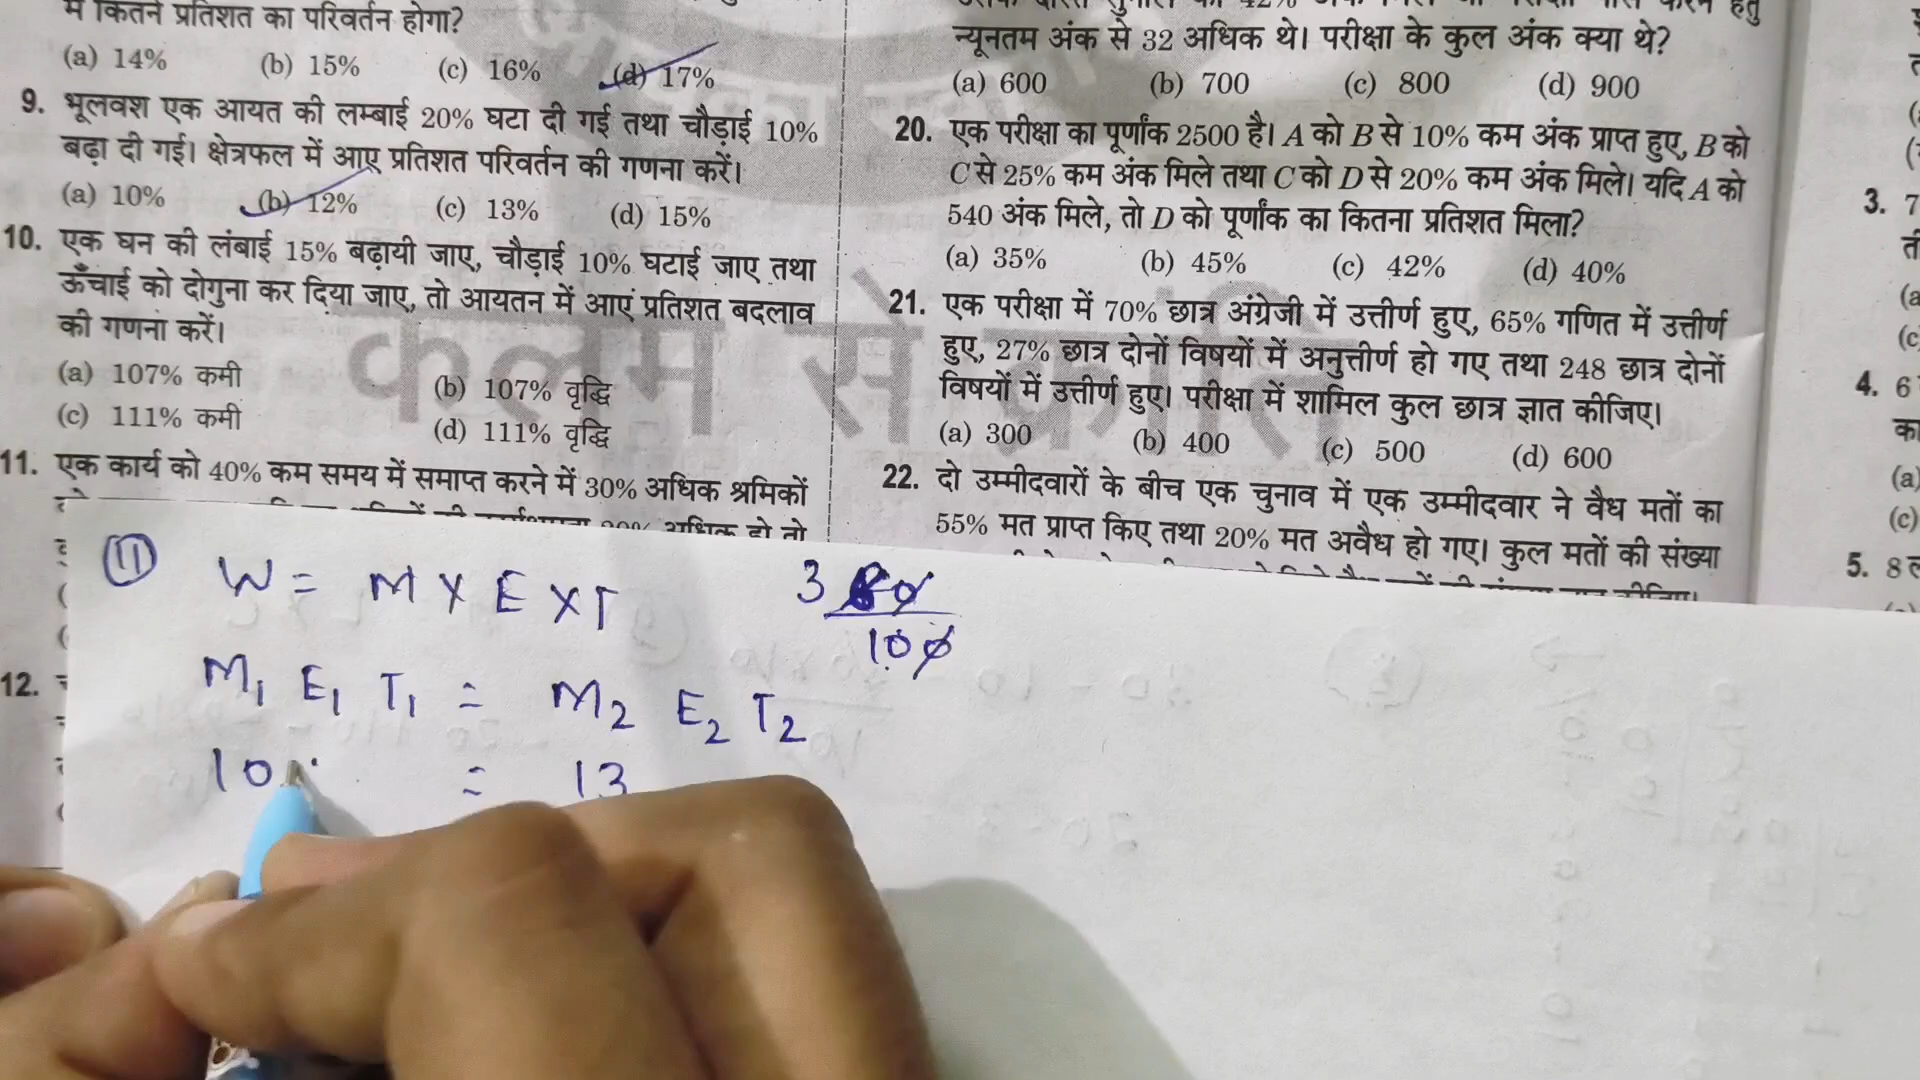 में कितने प्रतिशत का परिवर्तन होगा?
(a) 14% (b) 15% (c) 16% (d) 17%
9. भूलवश एक आयत की लम्बाई 20% घटा दी गई तथा चौड़ाई 10%
बढ़ा दी गई। क्षेत्रफल में आए प्रतिशत परिवर्तन की गणना करें।
(a) 10% (b) 12% (c) 13% (d) 15%
10. एक घन की लंबाई 15% बढ़ायी जाए, चौड़ाई 10% घटाई जाए तथा
ऊँचाई को दोगुना कर दिया जाए, तो आयतन में आएं प्रतिशत बदलाव
की गणना करें।
(a) 107% कमी (b) 107% वृद्धि
(c) 111% कमी (d) 111% वृद्धि
11. एक कार्य को 40% कम समय में समाप्त करने में 30% अधिक श्रमिकों
अधिक हो तो
12.
न्यूनतम अंक से 32 अधिक थे। परीक्षा के कुल अंक क्या थे?
(a) 600 (b) 700 (c) 800 (d) 900
20. एक परीक्षा का पूर्णांक 2500 है। A को B से 10% कम अंक प्राप्त हुए, B को
C से 25% कम अंक मिले तथा C को D से 20% कम अंक मिले। यदि A को
540 अंक मिले, तो D को पूर्णांक का कितना प्रतिशत मिला?
(a) 35% (b) 45% (c) 42% (d) 40%
21. एक परीक्षा में 70% छात्र अंग्रेजी में उत्तीर्ण हुए, 65% गणित में उत्तीर्ण
हुए, 27% छात्र दोनों विषयों में अनुत्तीर्ण हो गए तथा 248 छात्र दोनों
विषयों में उत्तीर्ण हुए। परीक्षा में शामिल कुल छात्र ज्ञात कीजिए।
(a) 300 (b) 400 (c) 500 (d) 600
22. दो उम्मीदवारों के बीच एक चुनाव में एक उम्मीदवार ने वैध मतों का
55% मत प्राप्त किए तथा 20% मत अवैध हो गए। कुल मतों की संख्या
3. 7
4. 6
(a)
(c)
5. 8
कलम से क्रांति
11 W = M X E X T
3 60
100
M1 E1 T1 = M2 E2 T2
10 = 13